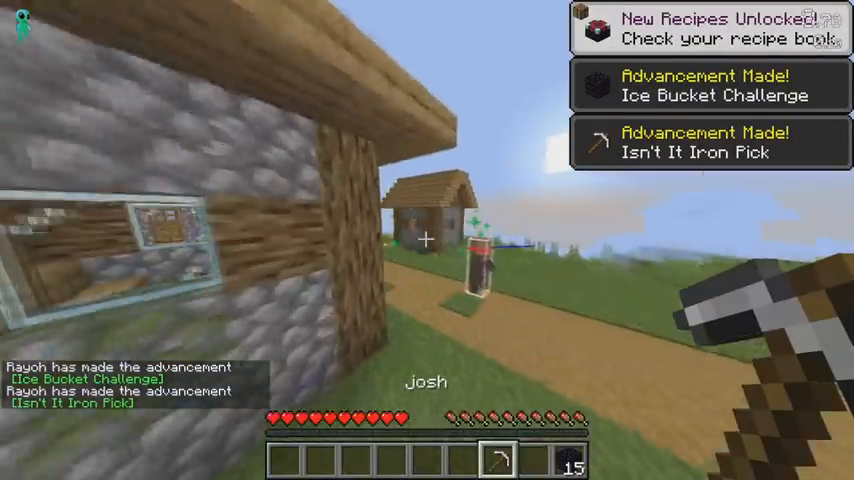 New Recipes Unlocked!
Check your recipe book
Advancement Made!
Ice Bucket Challenge
Advancement Made!
Isn't It Iron Pick
Rayoh has made the advancement
[Ice Bucket Challenge]
Rayoh has made the advancement
[Isn't It Iron Pick]
josh
15